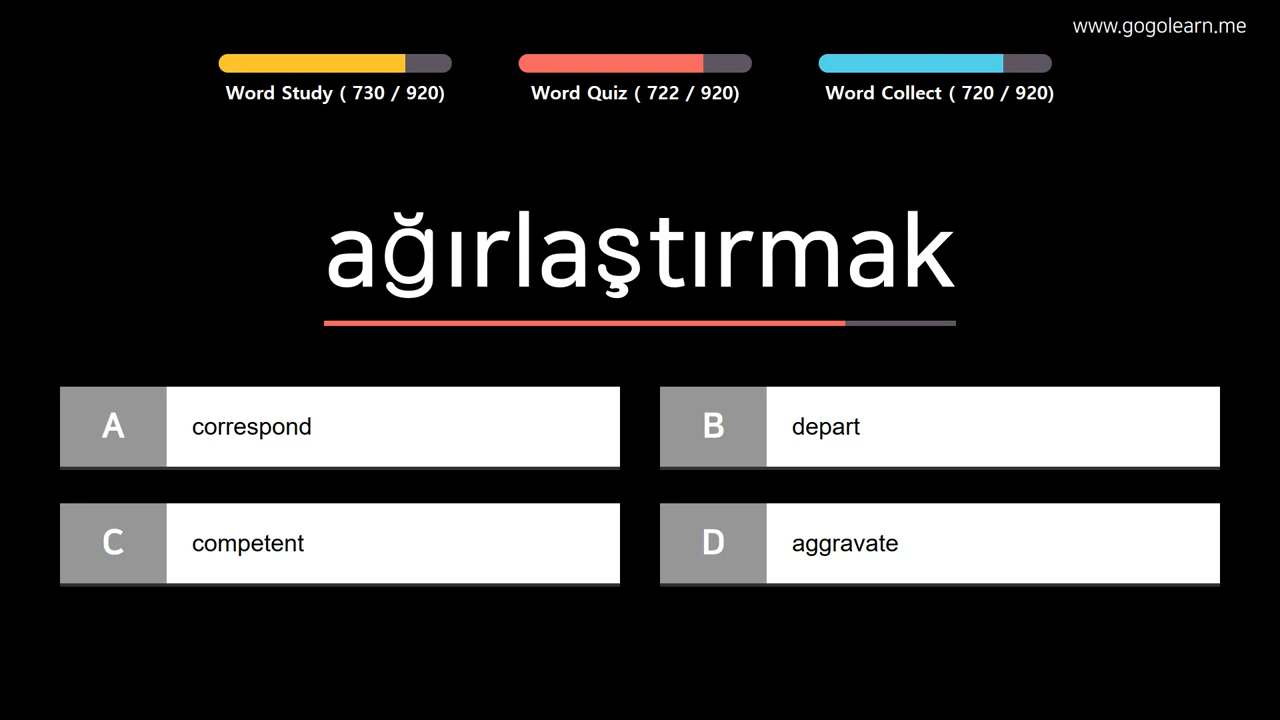 www.gogolearn.me
Word Study ( 730 / 920)
Word Quiz ( 722 / 920)
Word Collect ( 720 / 920)
ağırlaştırmak
A correspond
B depart
C competent
D aggravate